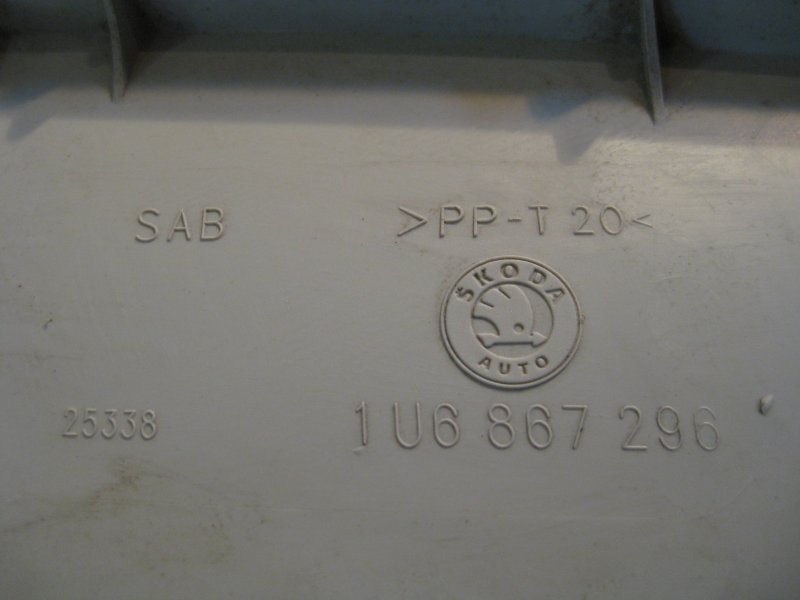 SAB
>PP-T 20<
ŠKODA
AUTO
25338
1U6 867 296